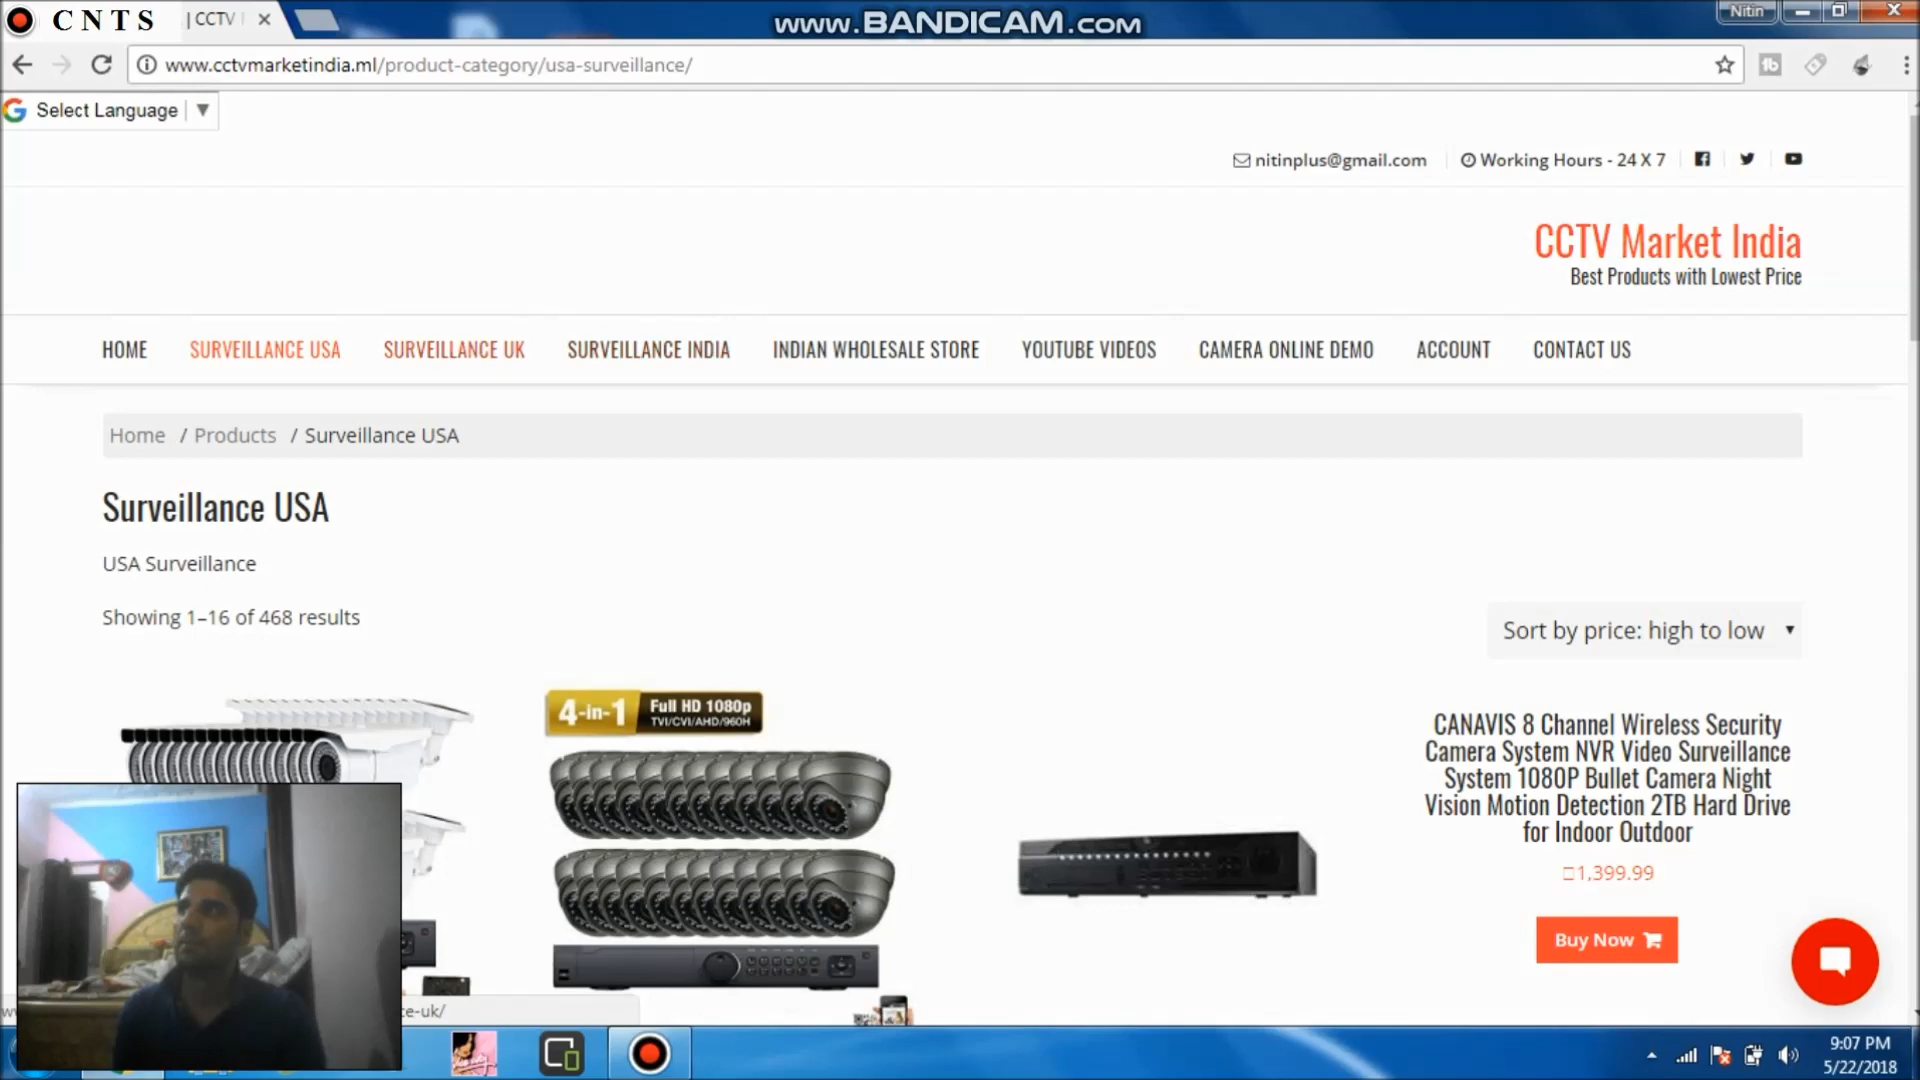 CNTS
| CCTV
www.BANDICAM.com
Nitin
www.cctvmarketindia.ml/product-category/usa-surveillance/
Select Language
nitinplus@gmail.com
Working Hours - 24 X 7
CCTV Market India
Best Products with Lowest Price
HOME
SURVEILLANCE USA
SURVEILLANCE UK
SURVEILLANCE INDIA
INDIAN WHOLESALE STORE
YOUTUBE VIDEOS
CAMERA ONLINE DEMO
ACCOUNT
CONTACT US
Home / Products / Surveillance USA
Surveillance USA
USA Surveillance
Showing 1–16 of 468 results
Sort by price: high to low
4-in-1
Full HD 1080p
TVI/CVI/AHD/960H
CANAVIS 8 Channel Wireless Security
Camera System NVR Video Surveillance
System 1080P Bullet Camera Night
Vision Motion Detection 2TB Hard Drive
for Indoor Outdoor
1,399.99
Buy Now
ce-uk/
9:07 PM
5/22/2018